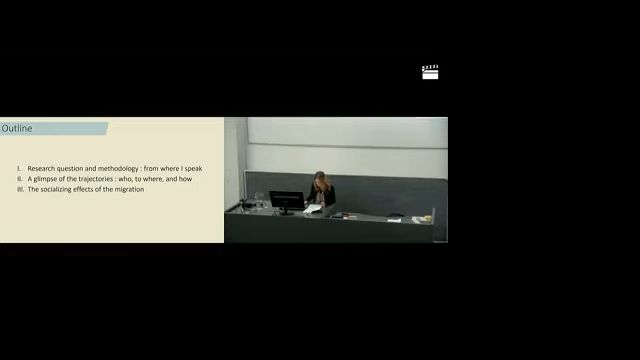 Outline
I. Research question and methodology : from where I speak
II. A glimpse of the trajectories : who, to where, and how
III. The socializing effects of the migration